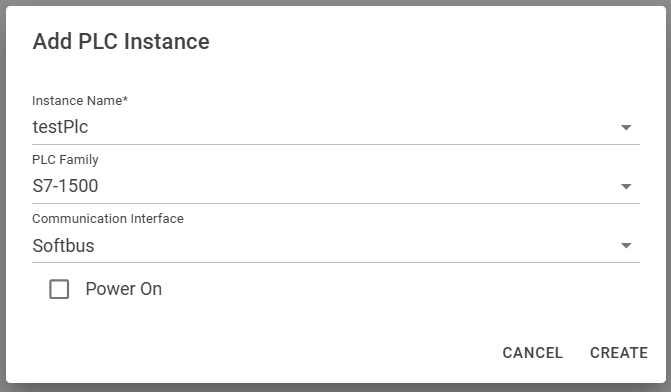 Add PLC Instance
Instance Name*
testPlc
PLC Family
S7-1500
Communication Interface
Softbus
Power On
CANCEL CREATE